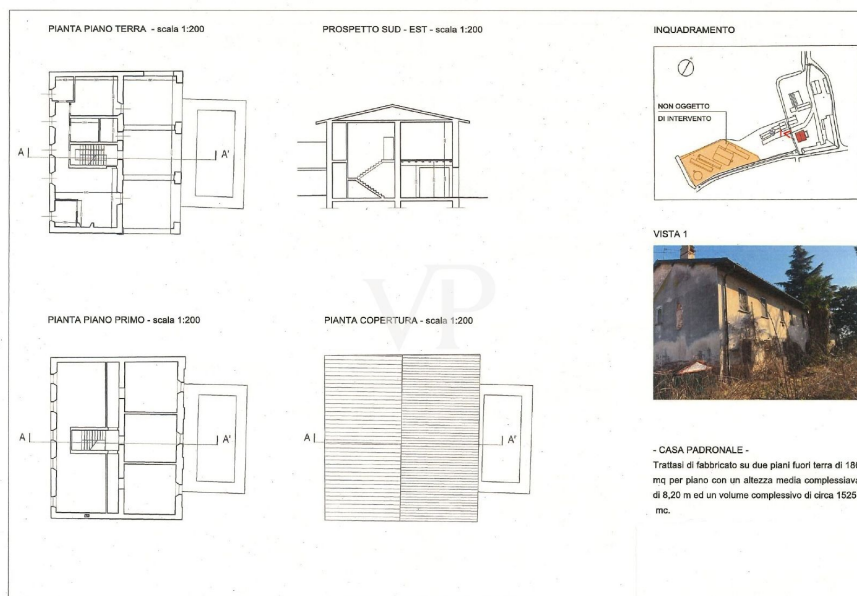 PIANTA PIANO TERRA - scala 1:200
PROSPETTO SUD - EST - scala 1:200
INQUADRAMENTO
NON OGGETTO
DI INTERVENTO
A
A'
VISTA 1
VP
PIANTA PIANO PRIMO - scala 1:200
PIANTA COPERTURA - scala 1:200
A
A'
A
A'
- CASA PADRONALE -
Trattasi di fabbricato su due piani fuori terra di 186
mq per piano con un altezza media complessiava
di 8,20 m ed un volume complessivo di circa 1525
mc.